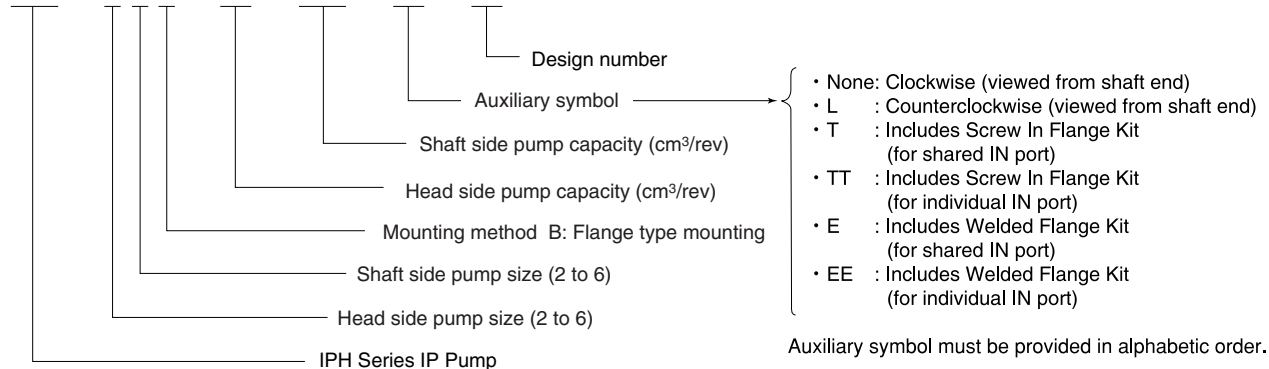 Design number
Auxiliary symbol
Shaft side pump capacity (cm³/rev)
Head side pump capacity (cm³/rev)
Mounting method B: Flange type mounting
Shaft side pump size (2 to 6)
Head side pump size (2 to 6)
IPH Series IP Pump
・None: Clockwise (viewed from shaft end)
・L : Counterclockwise (viewed from shaft end)
・T : Includes Screw In Flange Kit
(for shared IN port)
・TT : Includes Screw In Flange Kit
(for individual IN port)
・E : Includes Welded Flange Kit
(for shared IN port)
・EE : Includes Welded Flange Kit
(for individual IN port)
Auxiliary symbol must be provided in alphabetic order.